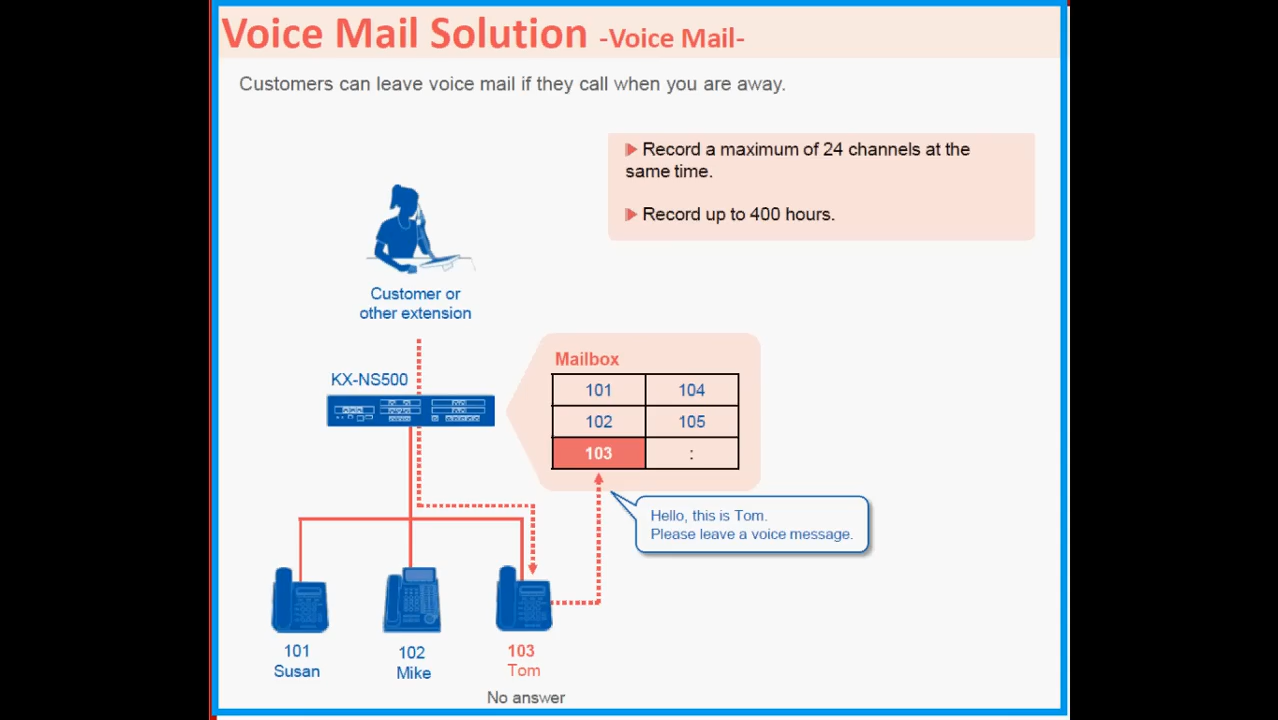 Voice Mail Solution -Voice Mail-
Customers can leave voice mail if they call when you are away.
Record a maximum of 24 channels at the
same time.
Record up to 400 hours.
Customer or
other extension
KX-NS500
Mailbox
101 104
102 105
103 :
Hello, this is Tom.
Please leave a voice message.
101
Susan
102
Mike
103
Tom
No answer